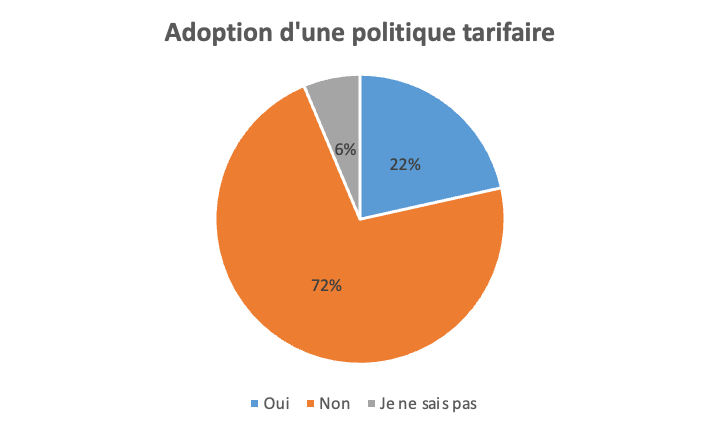 Adoption d'une politique tarifaire
6%
22%
72%
Oui Non Je ne sais pas